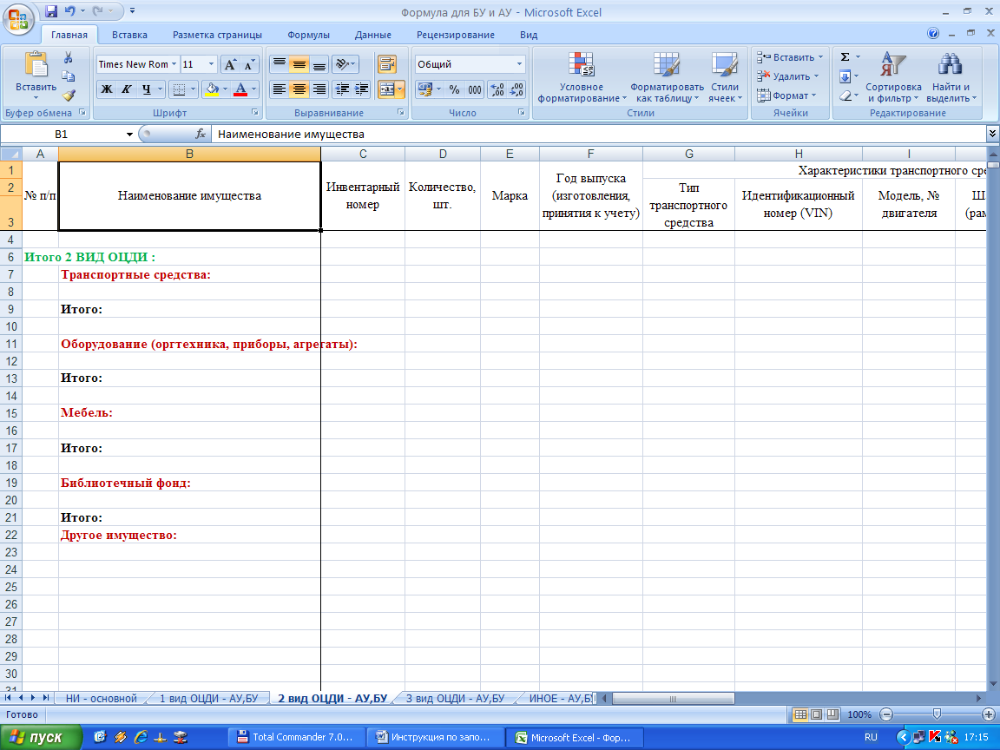 Формула для БУ и АУ - Microsoft Excel
Главная Вставка Разметка страницы Формулы Данные Рецензирование Вид
Times New Rom 11 Общий Вставить Σ
Удалить
Вставить Ж К Ч % 000 Условное форматирование Форматировать как таблицу Стили ячеек Формат Сортировка и фильтр Найти и выделить
Буфер обмена Шрифт Выравнивание Число Стили Ячейки Редактирование
B1 fx Наименование имущества
A B C D E F G H I
1 Характеристики транспортного
2
3
№ п/п Наименование имущества Инвентарный номер Количество, шт. Марка Год выпуска (изготовления, принятия к учету) Тип транспортного средства Идентификационный номер (VIN) Модель, № двигателя
4
6 Итого 2 ВИД ОЦДИ :
7 Транспортные средства:
8
9 Итого:
10
11 Оборудование (оргтехника, приборы, агрегаты):
12
13 Итого:
14
15 Мебель:
16
17 Итого:
18
19 Библиотечный фонд:
20
21 Итого:
22 Другое имущество:
23
24
25
26
27
28
29
30
НИ - основной 1 вид ОЦДИ - АУ,БУ 2 вид ОЦДИ - АУ,БУ 3 вид ОЦДИ - АУ,БУ ИНОЕ - АУ,БУ
Готово 100%
пуск Total Commander 7.0... Инструкция по запо... Microsoft Excel - Фор... RU 17:15